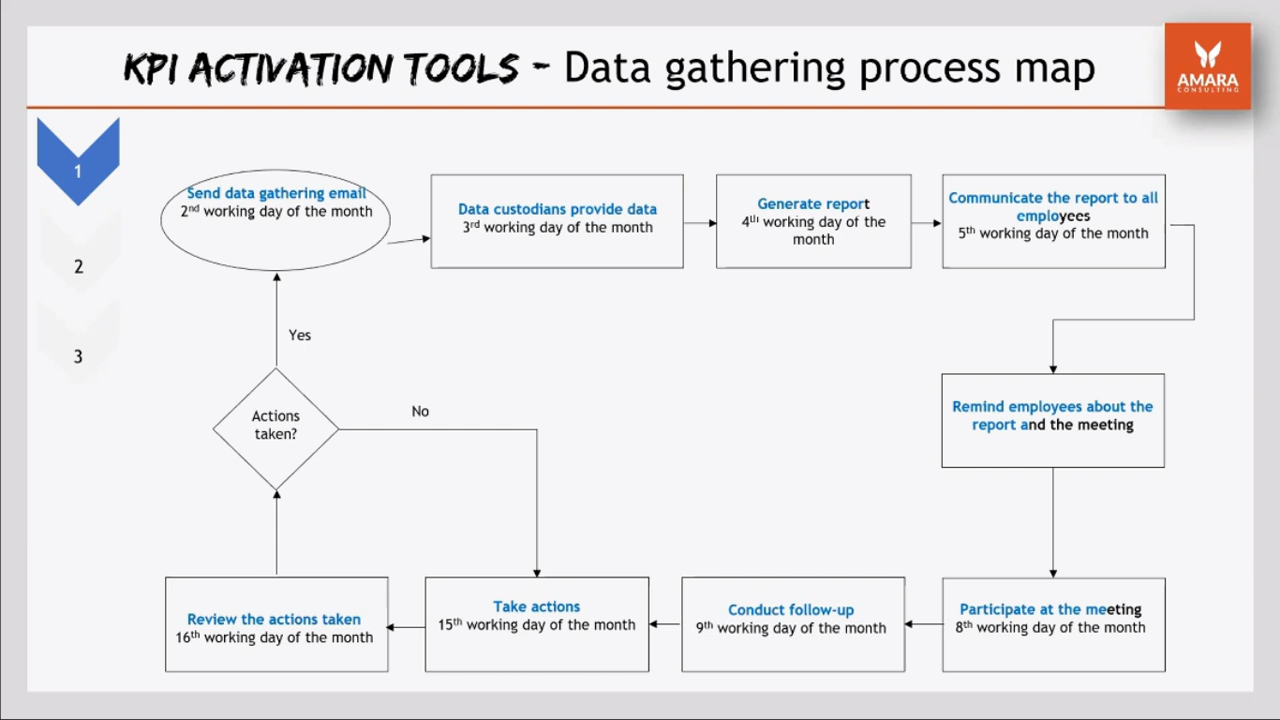 KPI ACTIVATION TOOLS - Data gathering process map
AMARA
CONSULTING
1
2
3
Send data gathering email
2nd working day of the month
Data custodians provide data
3rd working day of the month
Generate report
4th working day of the
month
Communicate the report to all
employees
5th working day of the month
Yes
Actions
taken?
No
Remind employees about the
report and the meeting
Review the actions taken
16th working day of the month
Take actions
15th working day of the month
Conduct follow-up
9th working day of the month
Participate at the meeting
8th working day of the month